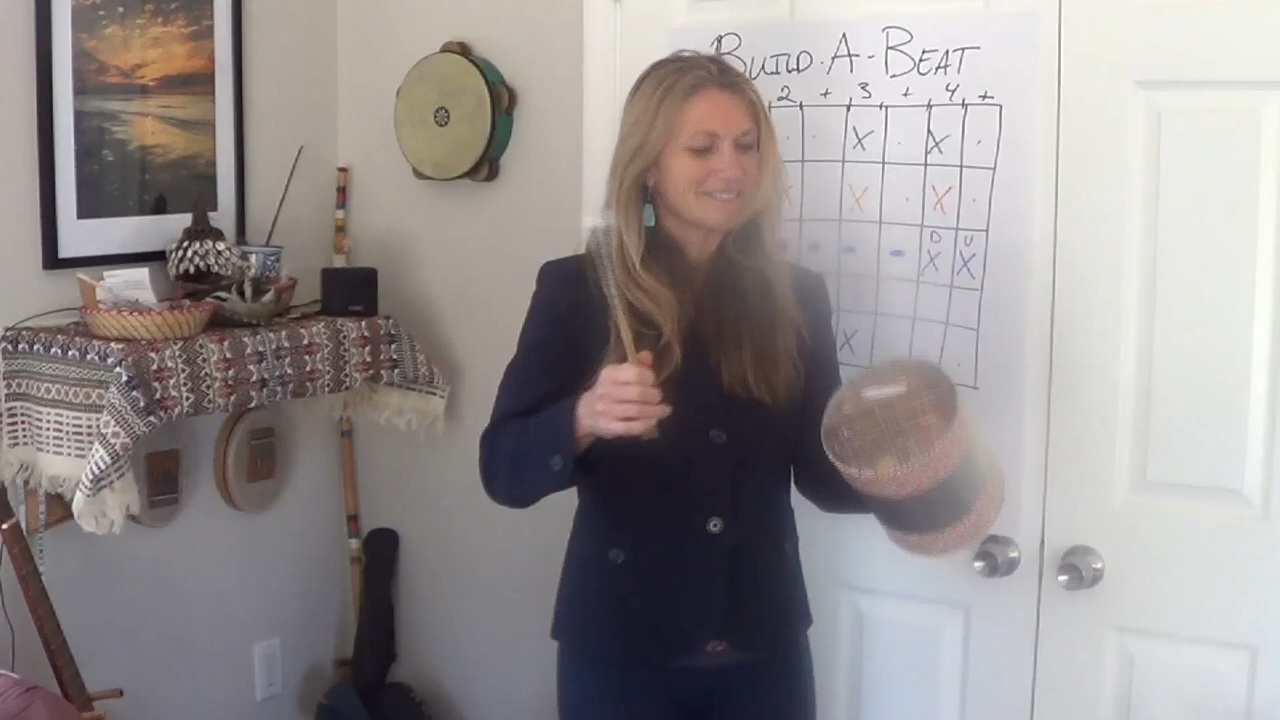 BUILD-A-BEAT
2 + 3 + 4 +
· · X · X ·
X X X ·
D U
- - - - X X
X ·